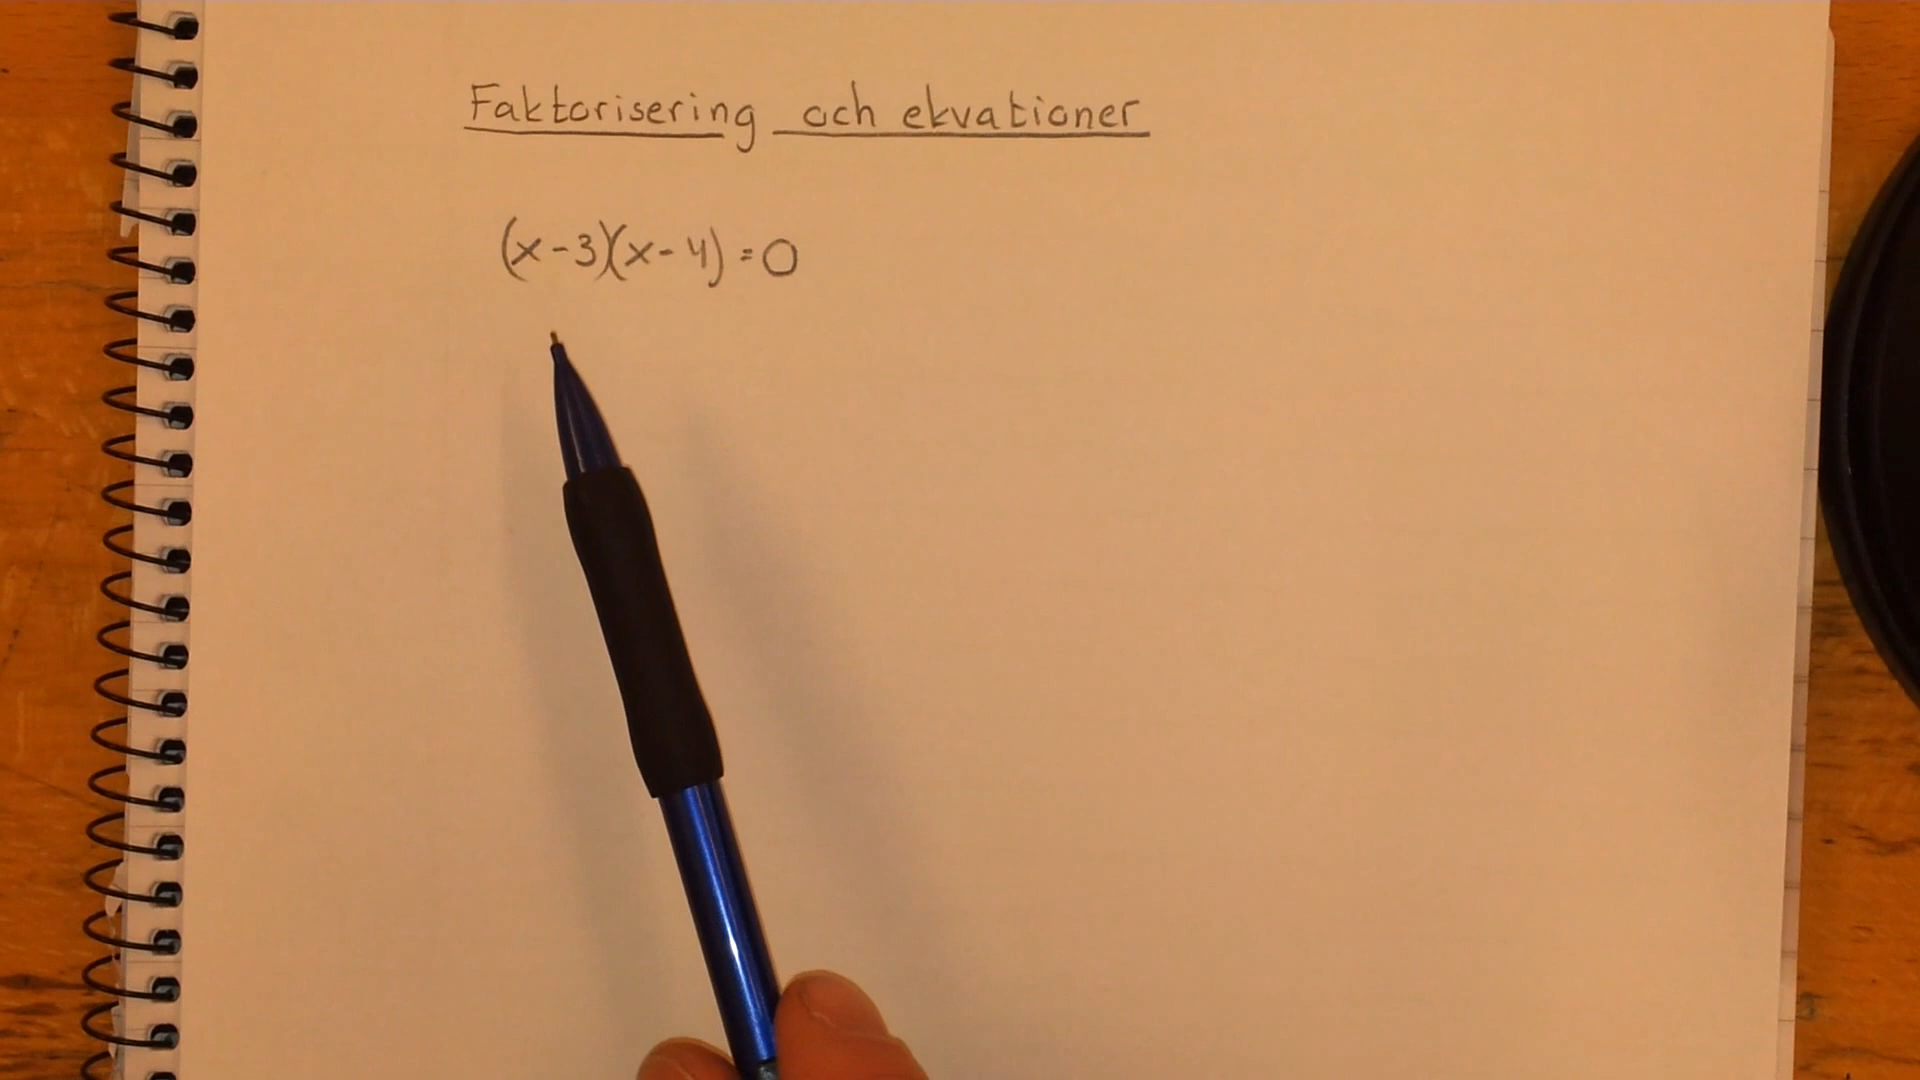 Faktorisering och ekvationer
(x-3)(x-4)=0